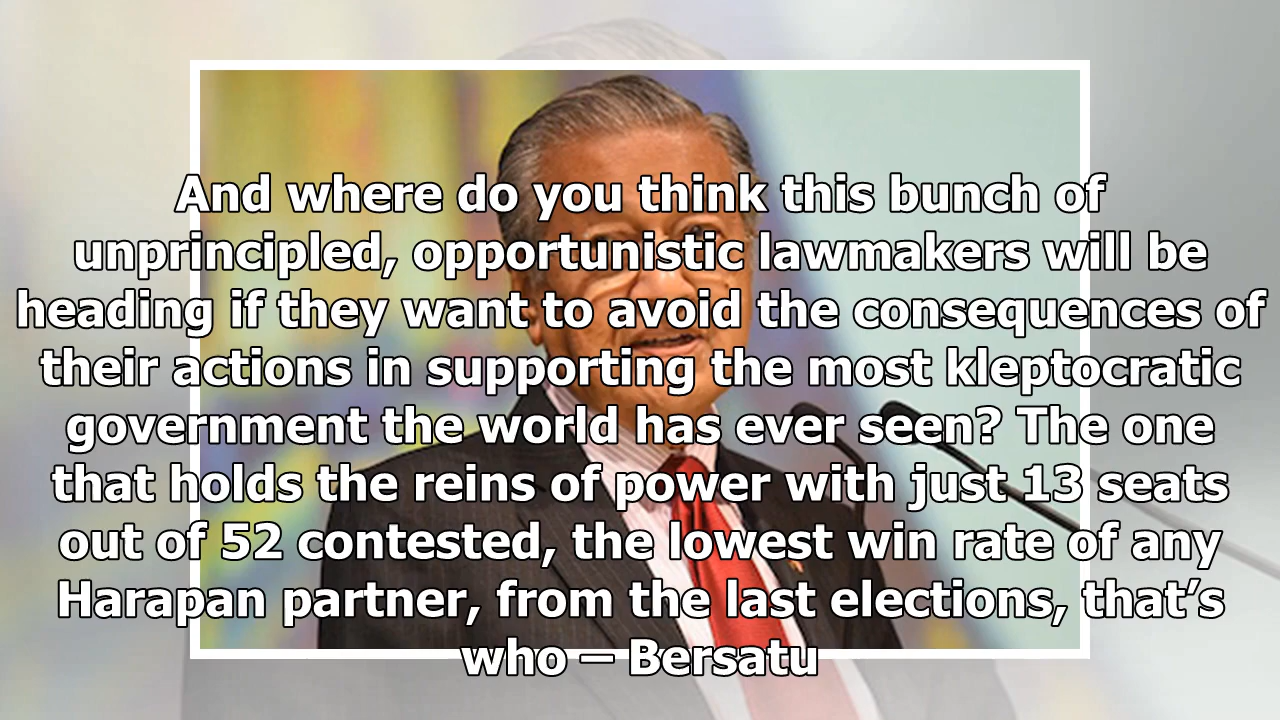 And where do you think this bunch of
unprincipled, opportunistic lawmakers will be
heading if they want to avoid the consequences of
their actions in supporting the most kleptocratic
government the world has ever seen? The one
that holds the reins of power with just 13 seats
out of 52 contested, the lowest win rate of any
Harapan partner, from the last elections, that’s
who – Bersatu